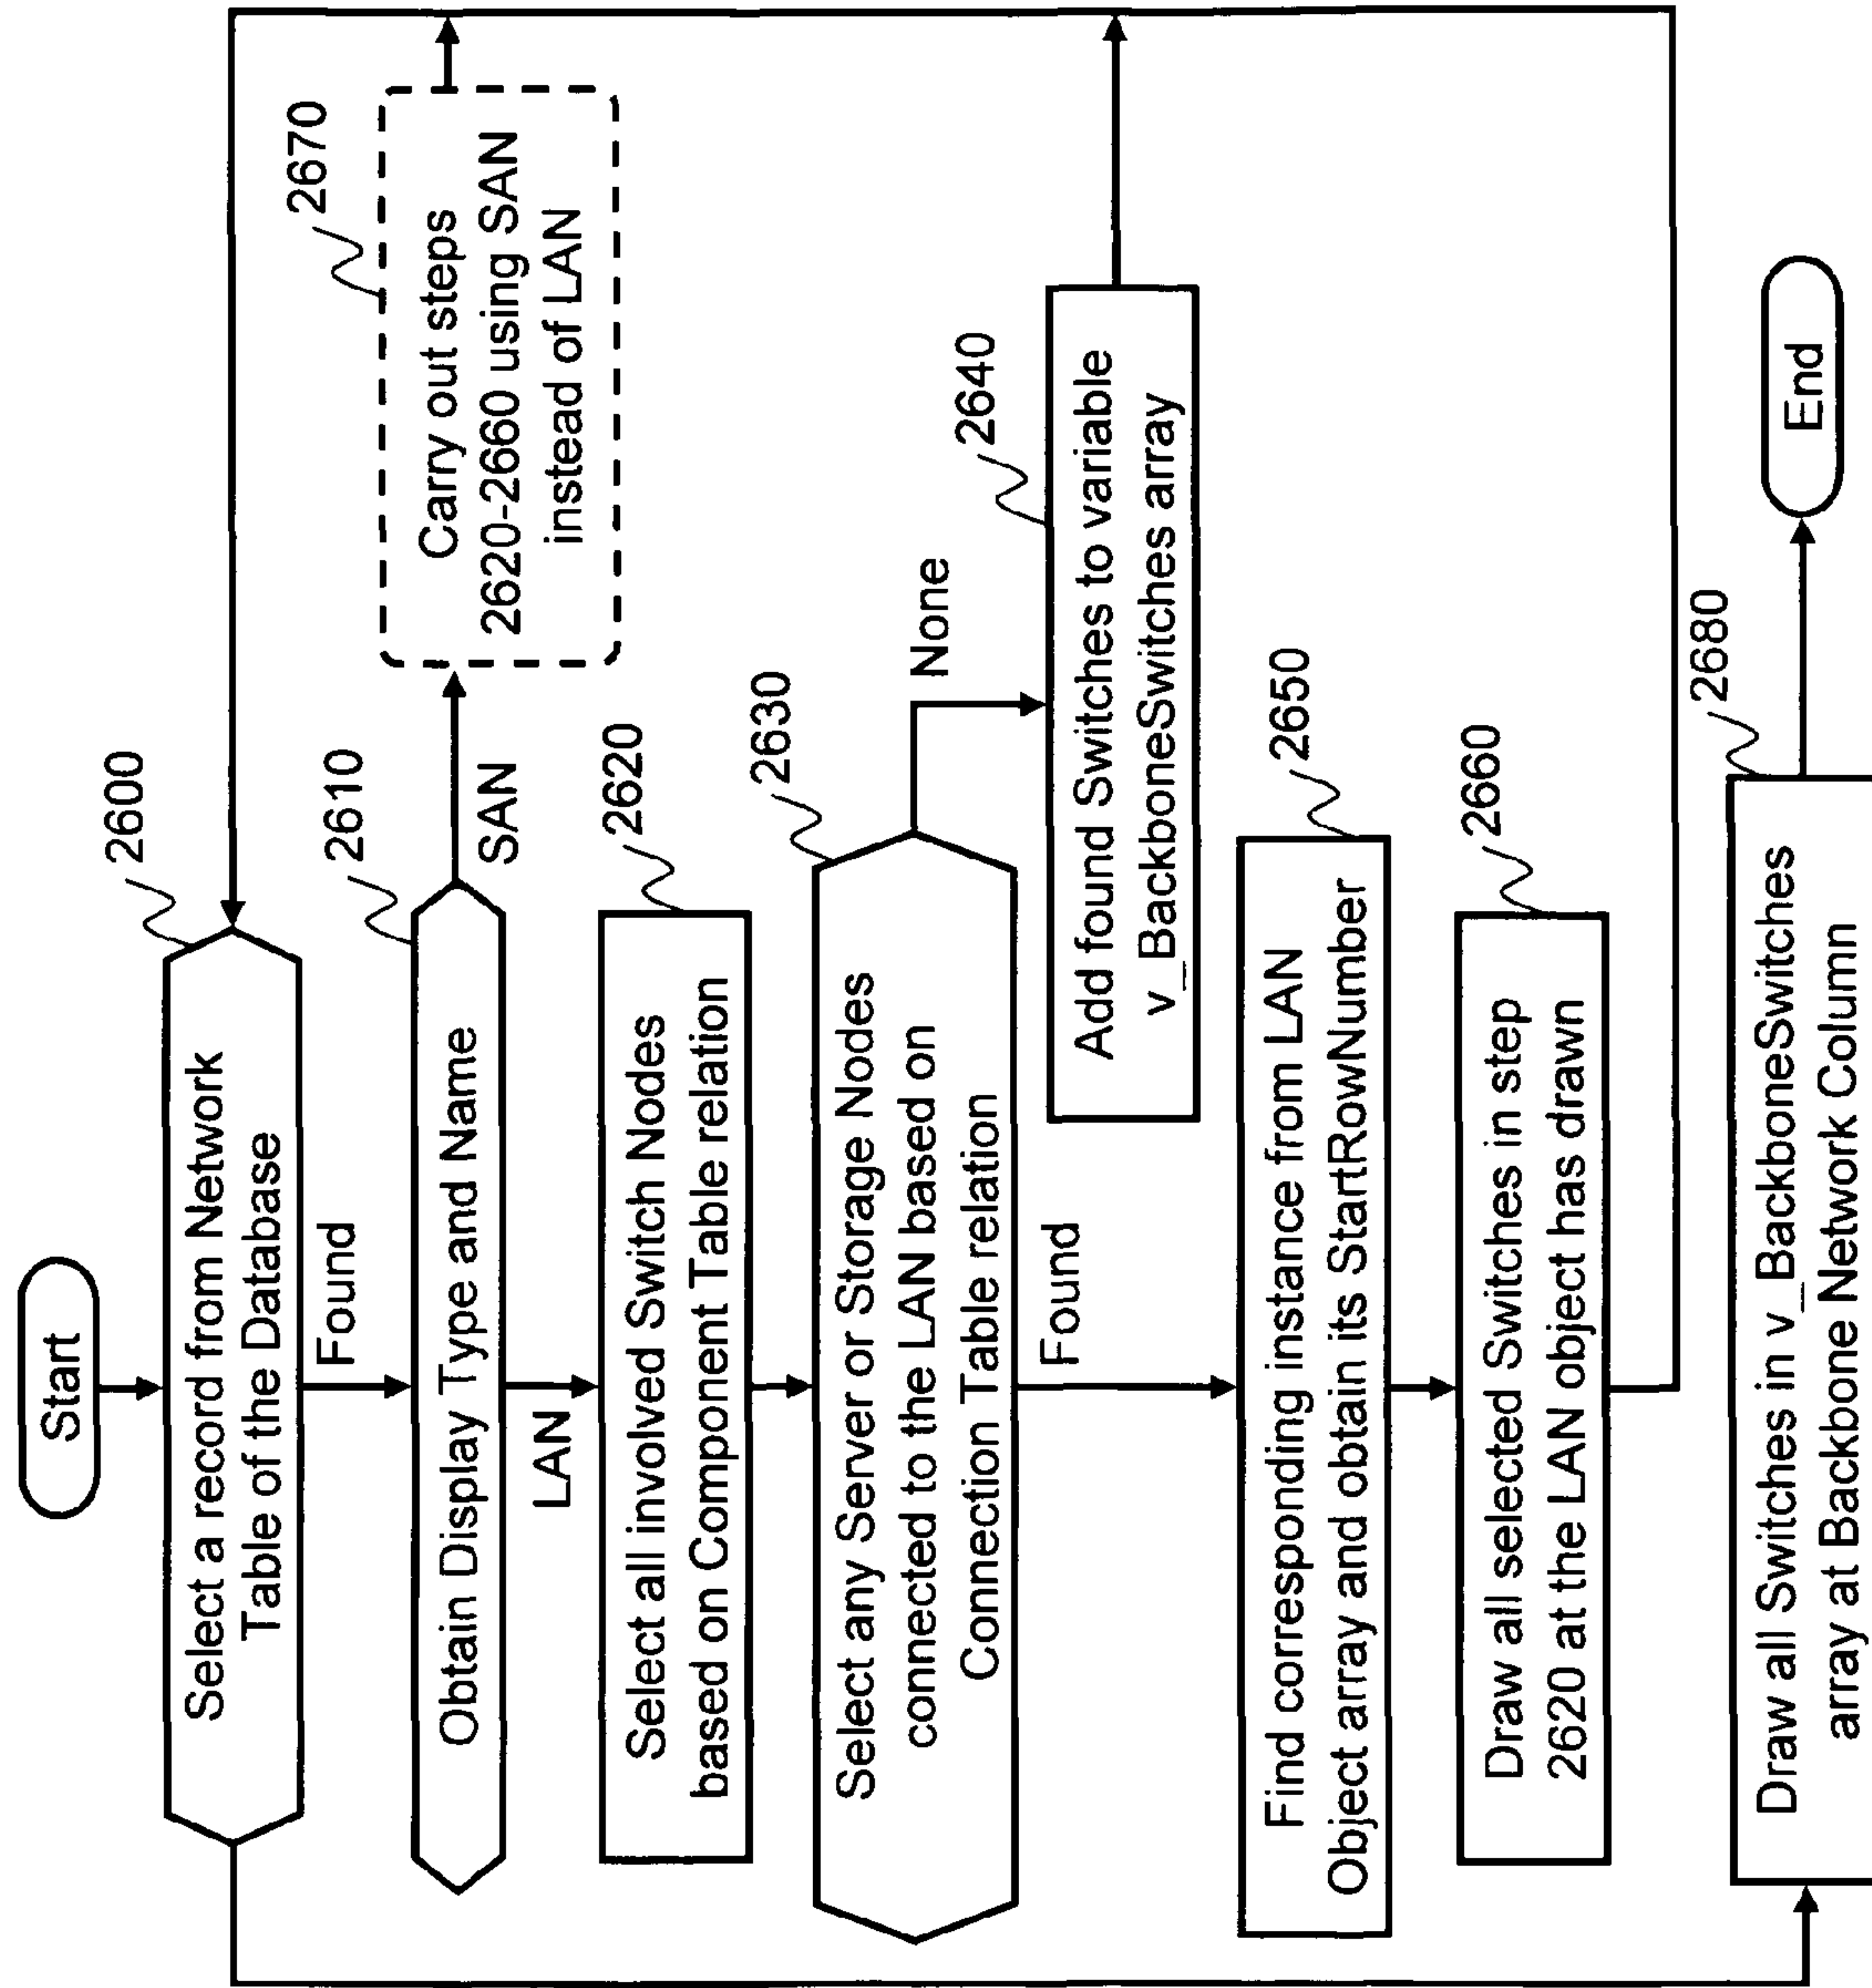 Start
2600
Select a record from Network
Table of the Database
Found
2610
Obtain Display Type and Name
SAN
2670
Carry out steps
2620-2660 using SAN
instead of LAN
LAN
2620
Select all involved Switch Nodes
based on Component Table relation
2630
Select any Server or Storage Nodes
connected to the LAN based on
Connection Table relation
None
2640
Add found Switches to variable
v_BackboneSwitches array
Found
2650
Find corresponding instance from LAN
Object array and obtain its StartRowNumber
2660
Draw all selected Switches in step
2620 at the LAN object has drawn
2680
Draw all Switches in v_BackboneSwitches
array at Backbone Network Column
End